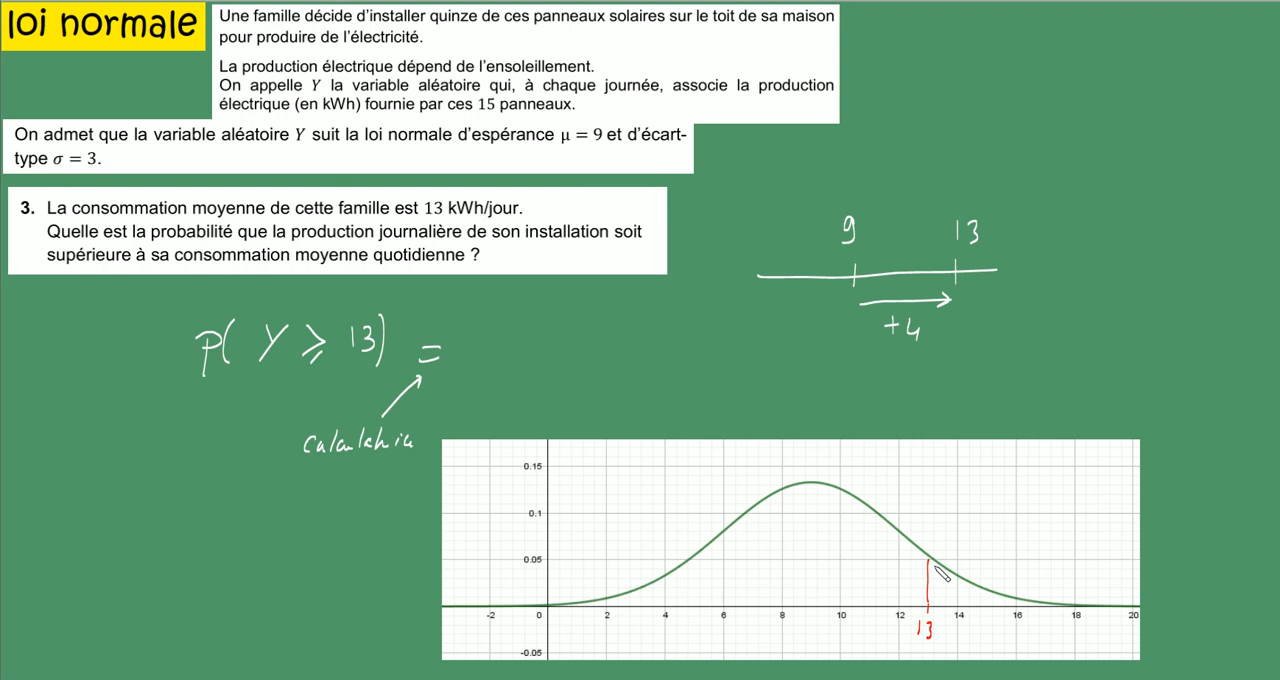 loi normale
Une famille décide d'installer quinze de ces panneaux solaires sur le toit de sa maison
pour produire de l'électricité.
La production électrique dépend de l'ensoleillement.
On appelle Y la variable aléatoire qui, à chaque journée, associe la production
électrique (en kWh) fournie par ces 15 panneaux.
On admet que la variable aléatoire Y suit la loi normale d'espérance μ = 9 et d'écart-
type σ = 3.
3. La consommation moyenne de cette famille est 13 kWh/jour.
Quelle est la probabilité que la production journalière de son installation soit
supérieure à sa consommation moyenne quotidienne ?
9 13
+4
P( Y ⩾ 13) =
0.15
0.1
0.05
-2 0 2 4 6 8 10 12 14 16 18 20
13
-0.05